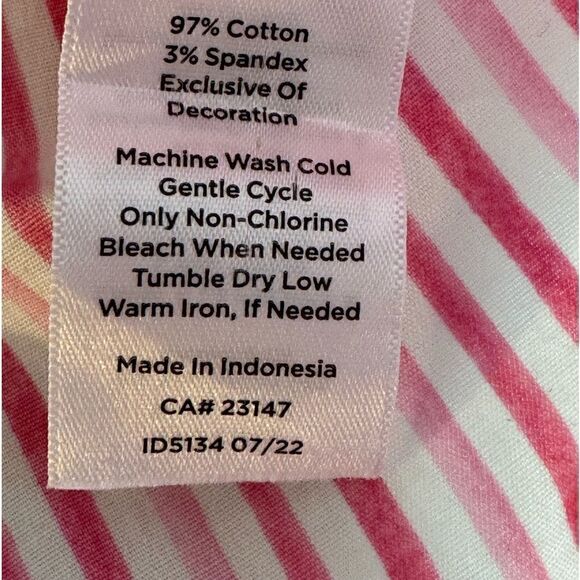 97% Cotton
3% Spandex
Exclusive Of
Decoration
Machine Wash Cold
Gentle Cycle
Only Non-Chlorine
Bleach When Needed
Tumble Dry Low
Warm Iron, If Needed
Made In Indonesia
CA# 23147
ID5134 07/22